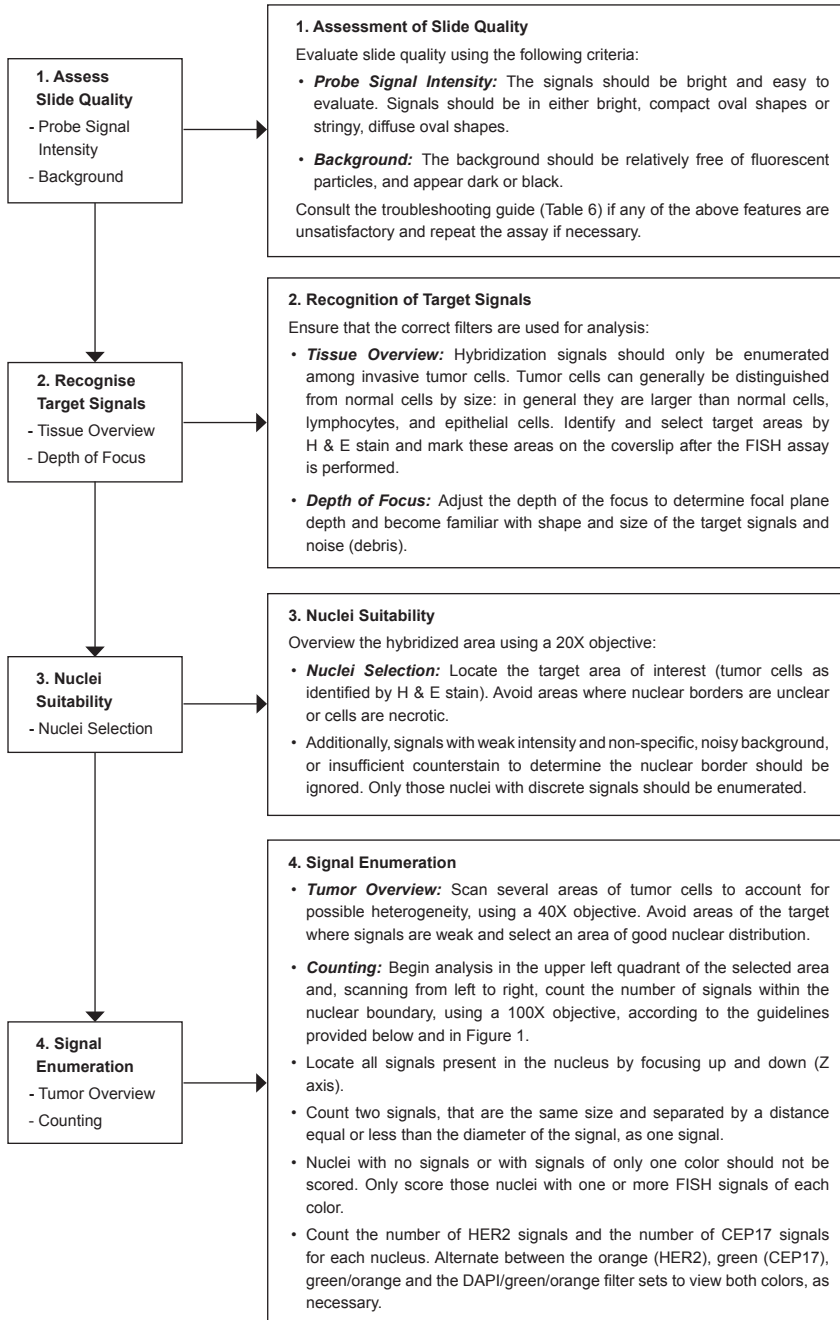 1. Assess
Slide Quality
- Probe Signal
Intensity
- Background
1. Assessment of Slide Quality
Evaluate slide quality using the following criteria:
• Probe Signal Intensity: The signals should be bright and easy to
evaluate. Signals should be in either bright, compact oval shapes or
stringy, diffuse oval shapes.
• Background: The background should be relatively free of fluorescent
particles, and appear dark or black.
Consult the troubleshooting guide (Table 6) if any of the above features are
unsatisfactory and repeat the assay if necessary.
2. Recognise
Target Signals
- Tissue Overview
- Depth of Focus
2. Recognition of Target Signals
Ensure that the correct filters are used for analysis:
• Tissue Overview: Hybridization signals should only be enumerated
among invasive tumor cells. Tumor cells can generally be distinguished
from normal cells by size: in general they are larger than normal cells,
lymphocytes, and epithelial cells. Identify and select target areas by
H & E stain and mark these areas on the coverslip after the FISH assay
is performed.
• Depth of Focus: Adjust the depth of the focus to determine focal plane
depth and become familiar with shape and size of the target signals and
noise (debris).
3. Nuclei
Suitability
- Nuclei Selection
3. Nuclei Suitability
Overview the hybridized area using a 20X objective:
• Nuclei Selection: Locate the target area of interest (tumor cells as
identified by H & E stain). Avoid areas where nuclear borders are unclear
or cells are necrotic.
• Additionally, signals with weak intensity and non-specific, noisy background,
or insufficient counterstain to determine the nuclear border should be
ignored. Only those nuclei with discrete signals should be enumerated.
4. Signal
Enumeration
- Tumor Overview
- Counting
4. Signal Enumeration
• Tumor Overview: Scan several areas of tumor cells to account for
possible heterogeneity, using a 40X objective. Avoid areas of the target
where signals are weak and select an area of good nuclear distribution.
• Counting: Begin analysis in the upper left quadrant of the selected area
and, scanning from left to right, count the number of signals within the
nuclear boundary, using a 100X objective, according to the guidelines
provided below and in Figure 1.
• Locate all signals present in the nucleus by focusing up and down (Z
axis).
• Count two signals, that are the same size and separated by a distance
equal or less than the diameter of the signal, as one signal.
• Nuclei with no signals or with signals of only one color should not be
scored. Only score those nuclei with one or more FISH signals of each
color.
• Count the number of HER2 signals and the number of CEP17 signals
for each nucleus. Alternate between the orange (HER2), green (CEP17),
green/orange and the DAPI/green/orange filter sets to view both colors, as
necessary.